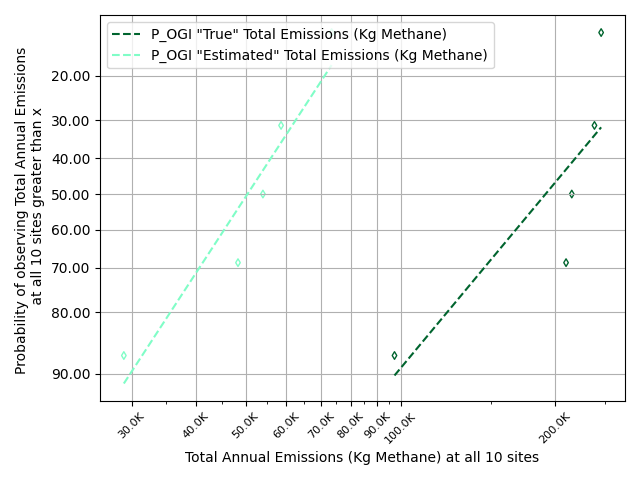 P_OGI "True" Total Emissions (Kg Methane)
P_OGI "Estimated" Total Emissions (Kg Methane)
Probability of observing Total Annual Emissions
at all 10 sites greater than x
20.00
30.00
40.00
50.00
60.00
70.00
80.00
90.00
30.0K
40.0K
50.0K
60.0K
70.0K
80.0K
90.0K
100.0K
200.0K
Total Annual Emissions (Kg Methane) at all 10 sites